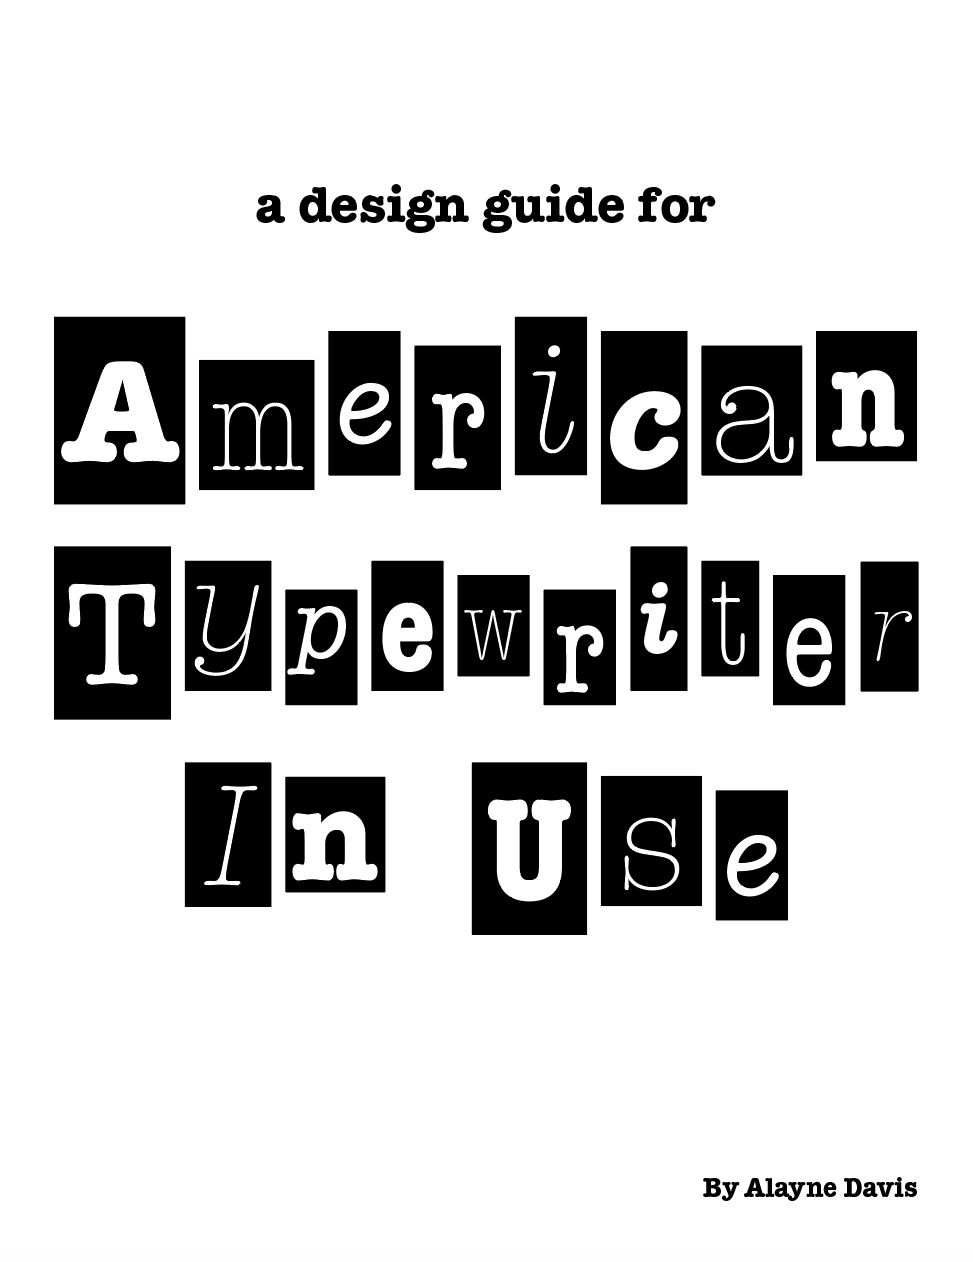 a design guide for
American
Typewriter
In Use
By Alayne Davis